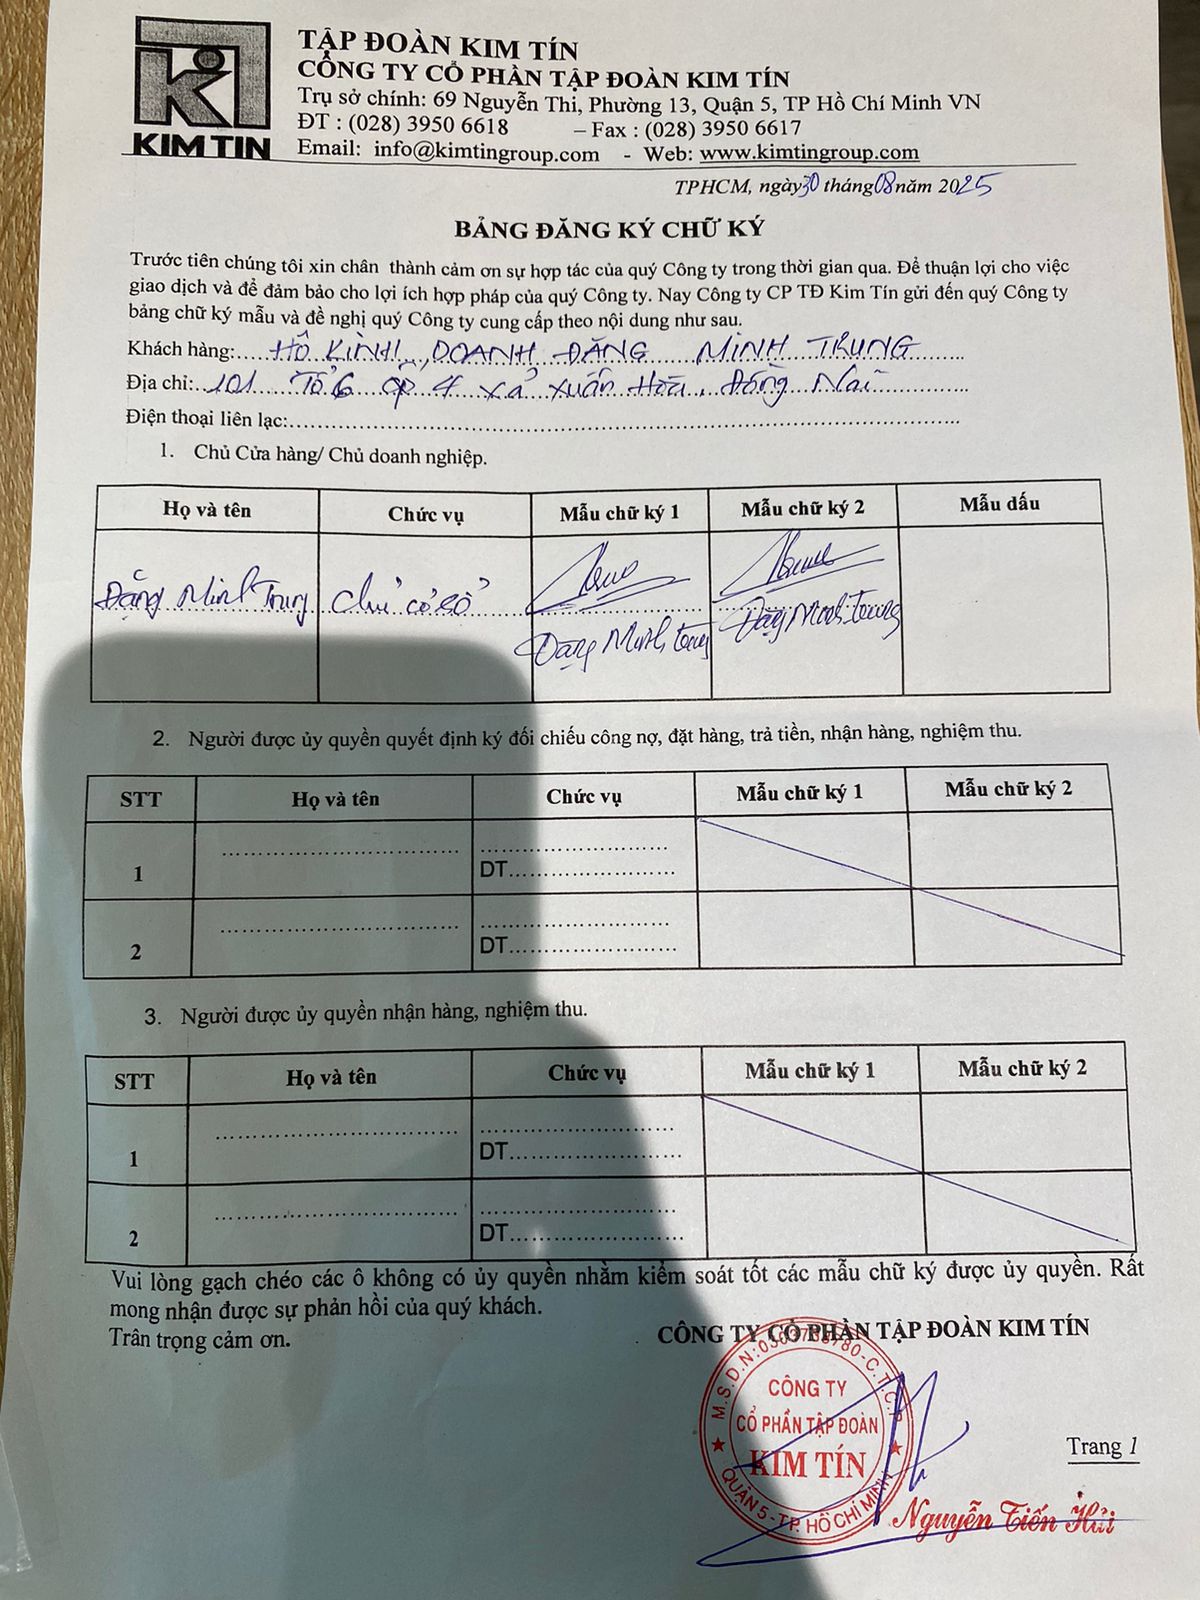 KIM TIN
TẬP ĐOÀN KIM TÍN
CÔNG TY CỔ PHẦN TẬP ĐOÀN KIM TÍN
Trụ sở chính: 69 Nguyễn Thi, Phường 13, Quận 5, TP Hồ Chí Minh VN
ĐT : (028) 3950 6618 – Fax : (028) 3950 6617
Email: info@kimtingroup.com - Web: www.kimtingroup.com
TPHCM, ngày 30 tháng 08 năm 2025
BẢNG ĐĂNG KÝ CHỮ KÝ
Trước tiên chúng tôi xin chân thành cảm ơn sự hợp tác của quý Công ty trong thời gian qua. Để thuận lợi cho việc
giao dịch và để đảm bảo cho lợi ích hợp pháp của quý Công ty. Nay Công ty CP TĐ Kim Tín gửi đến quý Công ty
bảng chữ ký mẫu và đề nghị quý Công ty cung cấp theo nội dung như sau.
Khách hàng:....HỘ KINH DOANH ĐẶNG MINH TRUNG
Địa chỉ:..101 Tổ 6 ấp 4 xã Xuân Hòa, Đồng Nai
Điện thoại liên lạc:
1. Chủ Cửa hàng/ Chủ doanh nghiệp.
Họ và tên Chức vụ Mẫu chữ ký 1 Mẫu chữ ký 2 Mẫu dấu
Đặng Minh Trung Chủ cơ sở
Đặng Minh Trung Đặng Minh Trung
2. Người được ủy quyền quyết định ký đối chiếu công nợ, đặt hàng, trả tiền, nhận hàng, nghiệm thu.
STT Họ và tên Chức vụ Mẫu chữ ký 1 Mẫu chữ ký 2
1 DT
2 DT
3. Người được ủy quyền nhận hàng, nghiệm thu.
STT Họ và tên Chức vụ Mẫu chữ ký 1 Mẫu chữ ký 2
1 DT
2 DT
Vui lòng gạch chéo các ô không có ủy quyền nhằm kiểm soát tốt các mẫu chữ ký được ủy quyền. Rất
mong nhận được sự phản hồi của quý khách.
Trân trọng cảm ơn.
CÔNG TY CỔ PHẦN TẬP ĐOÀN KIM TÍN
M.S.D.N: C.T.C.P
CÔNG TY
CỔ PHẦN TẬP ĐOÀN
KIM TÍN
QUẬN 5 - TP. HỒ CHÍ MINH
Trang 1
Nguyễn Tiến Hải